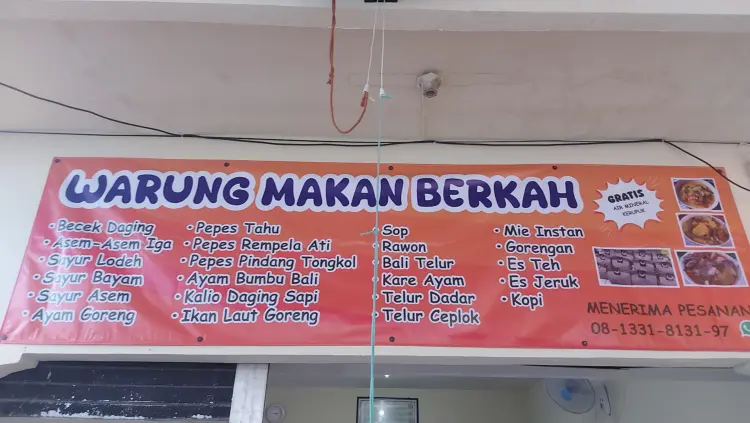 WARUNG MAKAN BERKAH
• Becek Daging
• Asem-Asem Iga
• Sayur Lodeh
• Sayur Bayam
• Sayur Asem
• Ayam Goreng
• Pepes Tahu
• Pepes Rempela Ati
• Pepes Pindang Tongkol
• Ayam Bumbu Bali
• Kalio Daging Sapi
• Ikan Laut Goreng
• Sop
• Rawon
• Bali Telur
• Kare Ayam
• Telur Dadar
• Telur Ceplok
• Mie Instan
• Gorengan
• Es Teh
• Es Jeruk
• Kopi
GRATIS
AIR MINERAL
KERUPUK
MENERIMA PESANAN
08-1331-8131-97